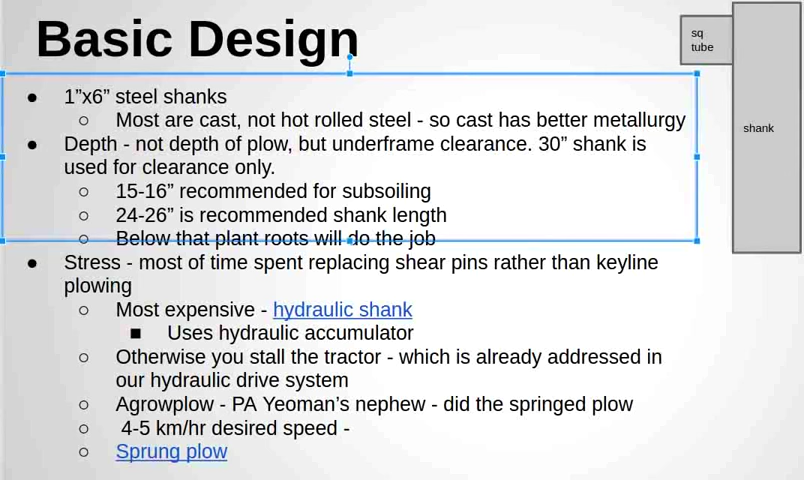 Basic Design
sq
tube
shank
● 1”x6” steel shanks
○ Most are cast, not hot rolled steel - so cast has better metallurgy
● Depth - not depth of plow, but underframe clearance. 30” shank is
used for clearance only.
○ 15-16” recommended for subsoiling
○ 24-26” is recommended shank length
○ Below that plant roots will do the job
● Stress - most of time spent replacing shear pins rather than keyline
plowing
○ Most expensive - hydraulic shank
■ Uses hydraulic accumulator
○ Otherwise you stall the tractor - which is already addressed in
our hydraulic drive system
○ Agrowplow - PA Yeoman’s nephew - did the springed plow
○ 4-5 km/hr desired speed -
○ Sprung plow